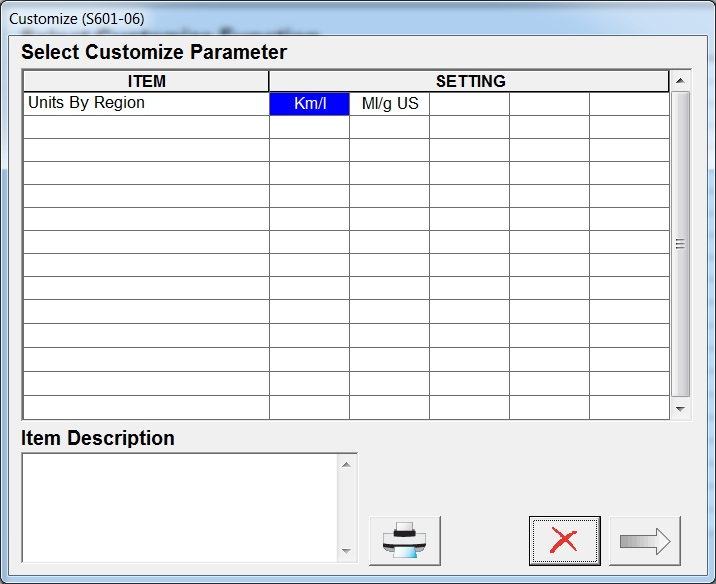 Customize (S601-06)
Select Customize Parameter
ITEM SETTING
Units By Region Km/l Ml/g US
Item Description